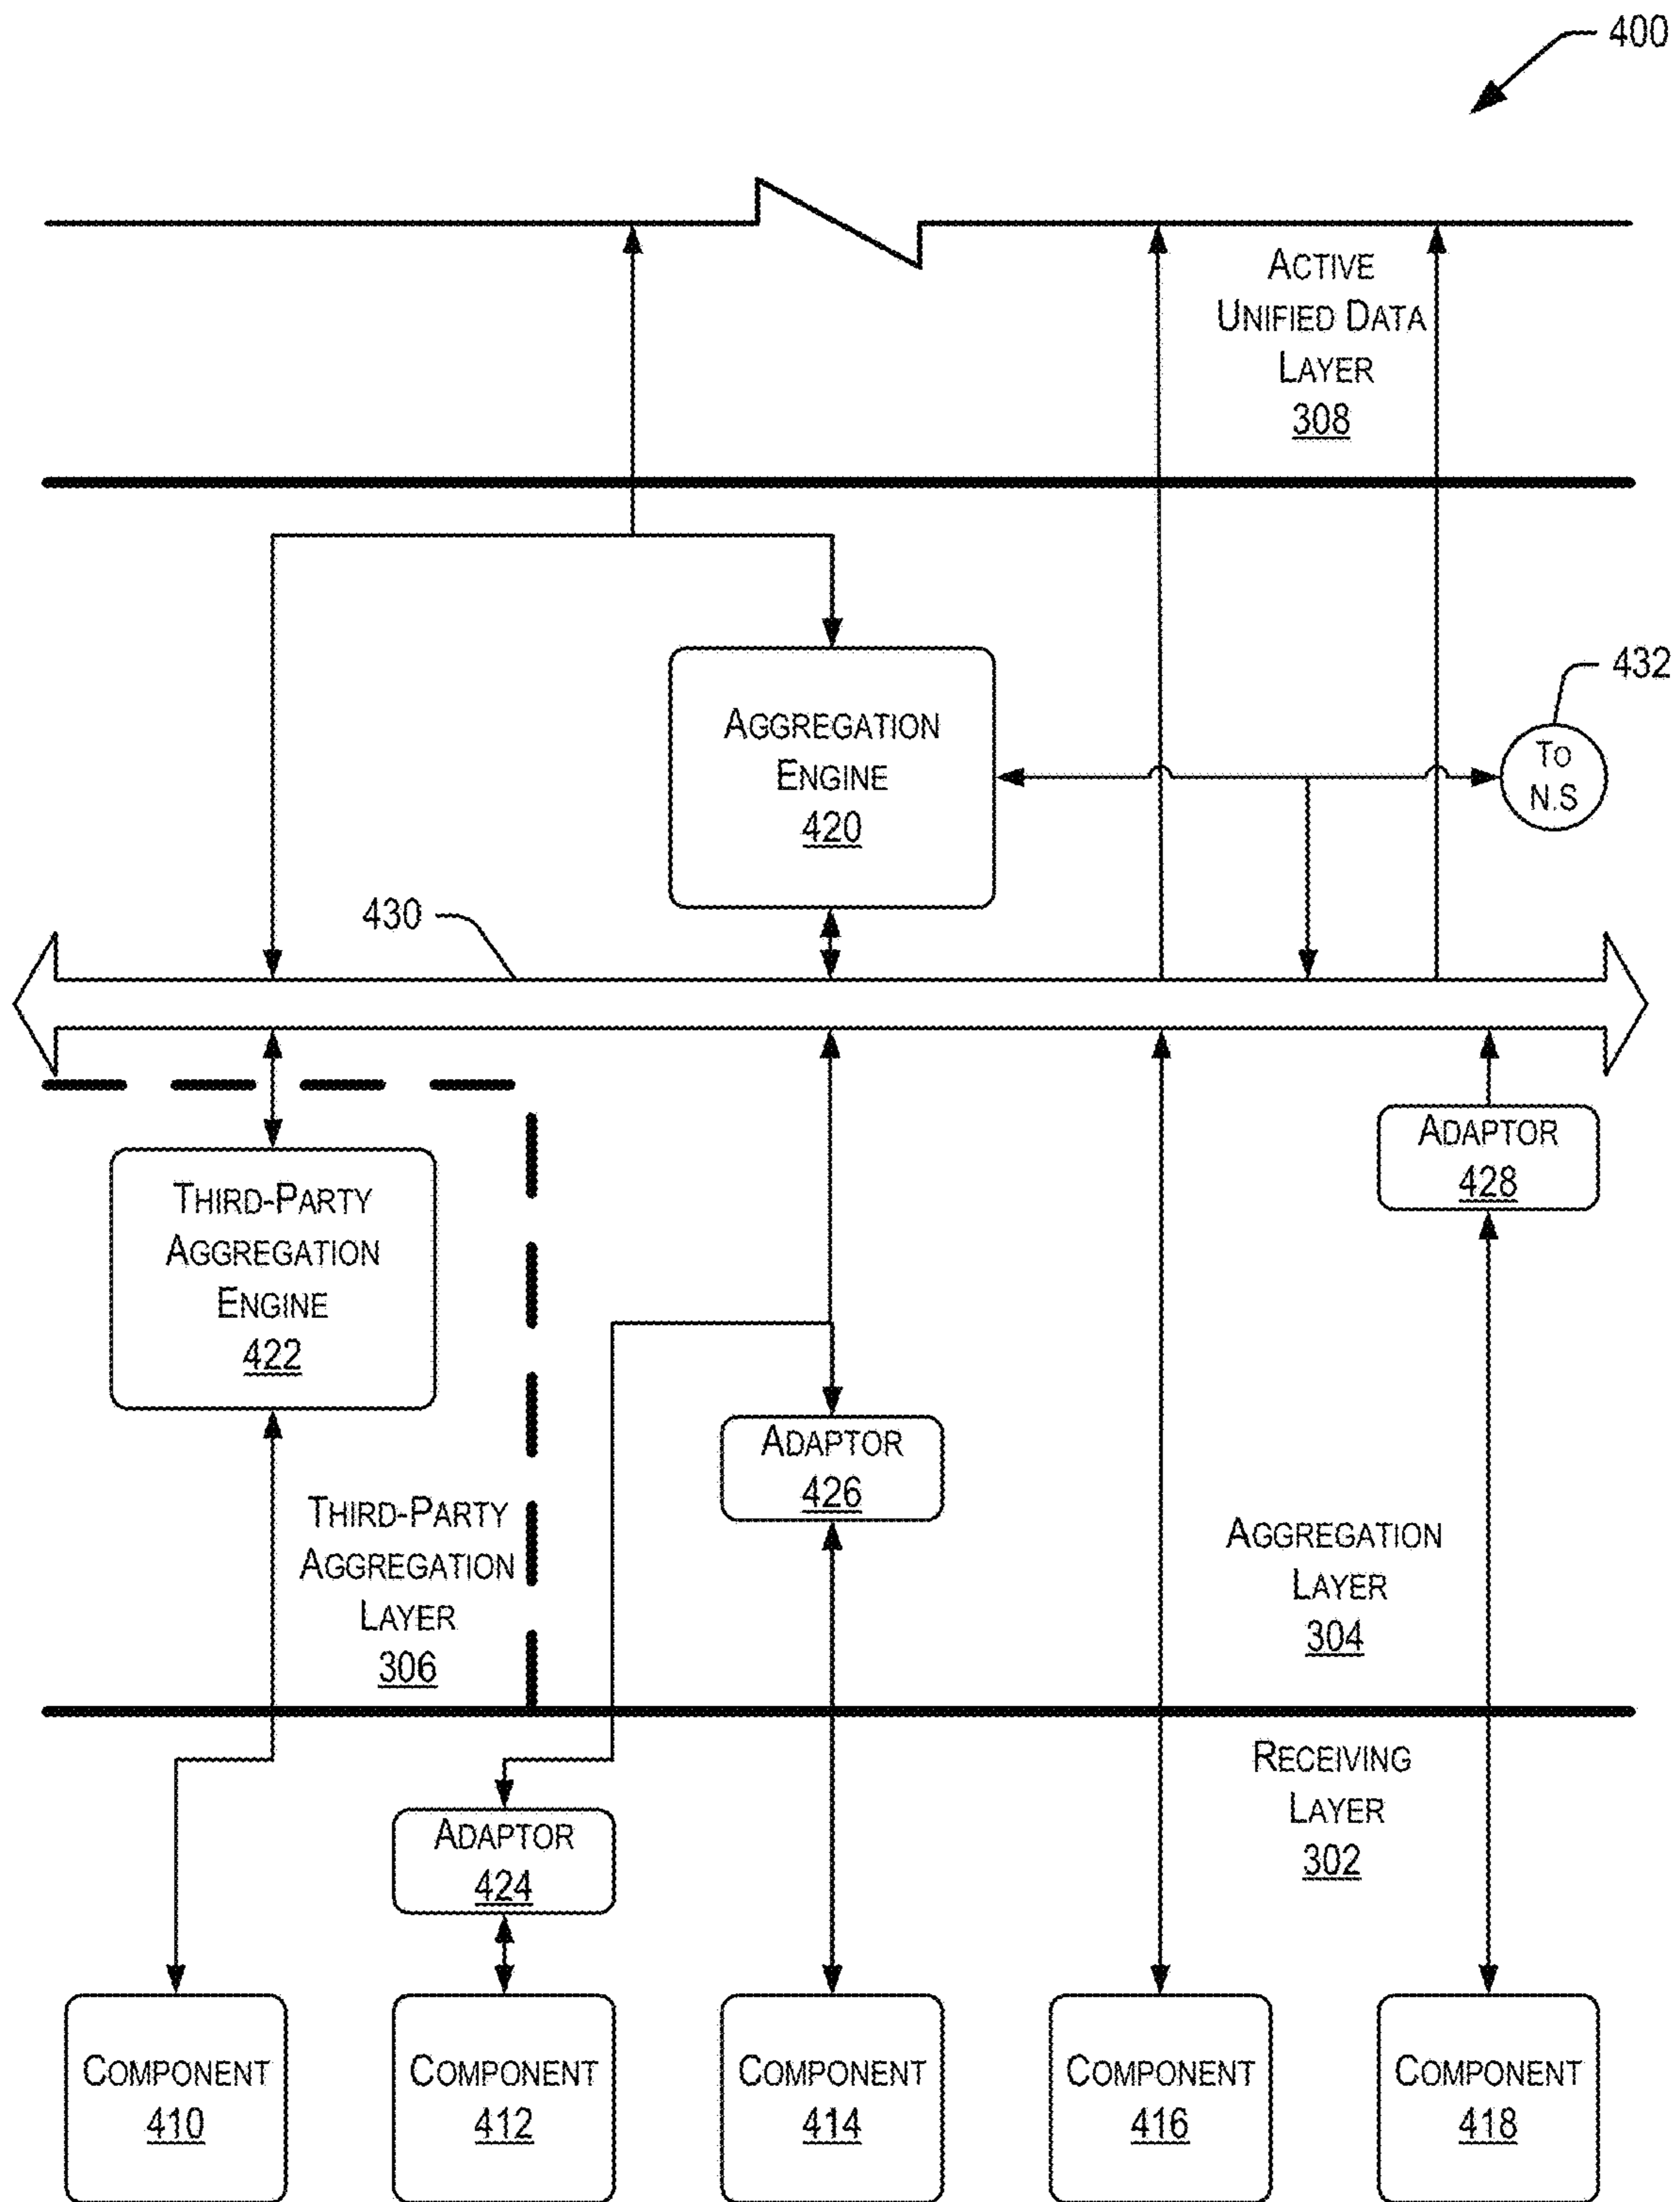 400
ACTIVE
UNIFIED DATA
LAYER
308
432
AGGREGATION
ENGINE
420
TO
N.S
430
ADAPTOR
428
THIRD-PARTY
AGGREGATION
ENGINE
422
ADAPTOR
426
THIRD-PARTY
AGGREGATION
LAYER
306
AGGREGATION
LAYER
304
RECEIVING
LAYER
302
ADAPTOR
424
COMPONENT
410
COMPONENT
412
COMPONENT
414
COMPONENT
416
COMPONENT
418